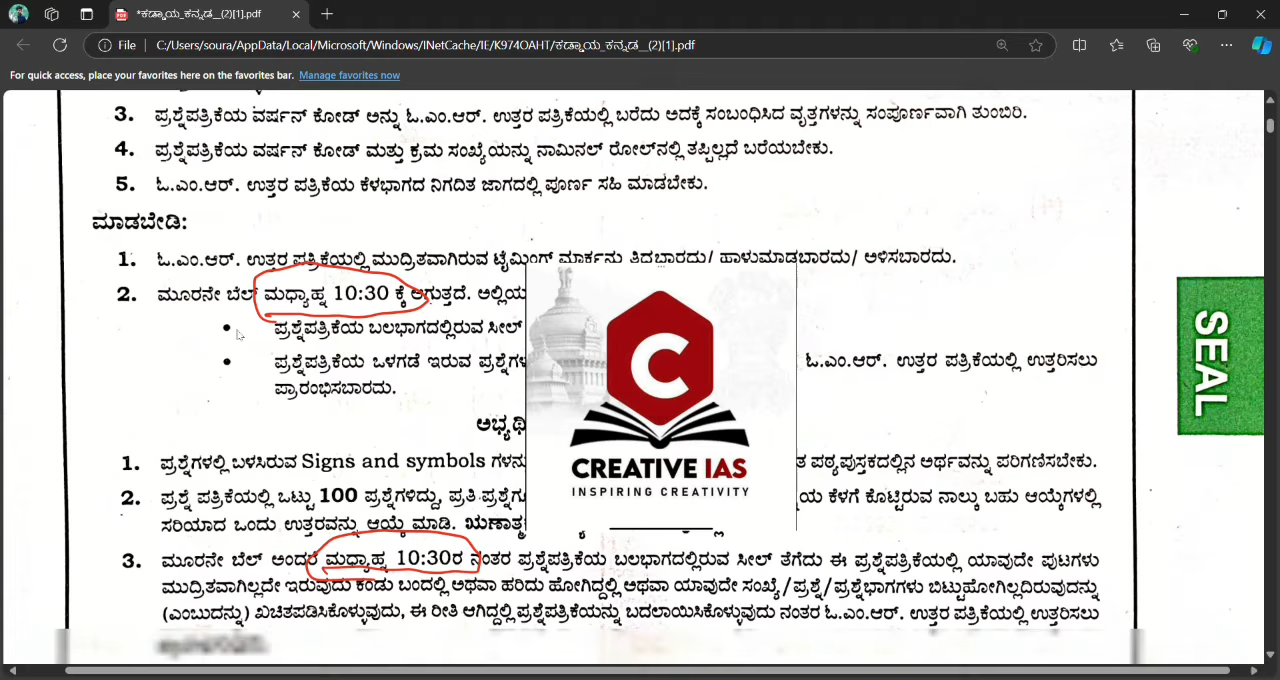 *ಕಡ್ಡಾಯ_ಕನ್ನಡ__(2)[1].pdf
File
C:/Users/soura/AppData/Local/Microsoft/Windows/INetCache/IE/K974OAHT/ಕಡ್ಡಾಯ_ಕನ್ನಡ__(2)[1].pdf
For quick access, place your favorites here on the favorites bar. Manage favorites now
3. ಪ್ರಶ್ನೆಪತ್ರಿಕೆಯ ವರ್ಷನ್ ಕೋಡ್ ಅನ್ನು ಓ.ಎಂ.ಆರ್. ಉತ್ತರ ಪತ್ರಿಕೆಯಲ್ಲಿ ಬರೆದು ಅದಕ್ಕೆ ಸಂಬಂಧಿಸಿದ ವೃತ್ತಗಳನ್ನು ಸಂಪೂರ್ಣವಾಗಿ ತುಂಬಿರಿ.
4. ಪ್ರಶ್ನೆಪತ್ರಿಕೆಯ ವರ್ಷನ್ ಕೋಡ್ ಮತ್ತು ಕ್ರಮ ಸಂಖ್ಯೆಯನ್ನು ನಾಮಿನಲ್ ರೋಲ್‌ನಲ್ಲಿ ತಪ್ಪಿಲ್ಲದೆ ಬರೆಯಬೇಕು.
5. ಓ.ಎಂ.ಆರ್. ಉತ್ತರ ಪತ್ರಿಕೆಯ ಕೆಳಭಾಗದ ನಿಗದಿತ ಜಾಗದಲ್ಲಿ ಪೂರ್ಣ ಸಹಿ ಮಾಡಬೇಕು.
ಮಾಡಬೇಡಿ:
1. ಓ.ಎಂ.ಆರ್. ಉತ್ತರ ಪತ್ರಿಕೆಯಲ್ಲಿ ಮುದ್ರಿತವಾಗಿರುವ ಟೈಮಿಂಗ್ ಮಾರ್ಕನ್ನು ತಿದ್ದಬಾರದು/ ಹಾಳುಮಾಡಬಾರದು/ ಅಳಿಸಬಾರದು.
2. ಮೂರನೇ ಬೆಲ್ ಮಧ್ಯಾಹ್ನ 10:30 ಕ್ಕೆ ಆಗುತ್ತದೆ. ಅಲ್ಲಿಯ
• ಪ್ರಶ್ನೆಪತ್ರಿಕೆಯ ಬಲಭಾಗದಲ್ಲಿರುವ ಸೀಲ್
• ಪ್ರಶ್ನೆಪತ್ರಿಕೆಯ ಒಳಗಡೆ ಇರುವ ಓ.ಎಂ.ಆರ್. ಉತ್ತರ ಪತ್ರಿಕೆಯಲ್ಲಿ ಉತ್ತರಿಸಲು
ಪ್ರಾರಂಭಿಸಬಾರದು.
SEAL
CREATIVE IAS
INSPIRING CREATIVITY
1. ಪ್ರಶ್ನೆಗಳಲ್ಲಿ ಬಳಸಿರುವ Signs and symbols ಪಠ್ಯಪುಸ್ತಕದಲ್ಲಿನ ಅರ್ಥವನ್ನು ಪರಿಗಣಿಸಬೇಕು.
2. ಪ್ರಶ್ನೆ ಪತ್ರಿಕೆಯಲ್ಲಿ ಒಟ್ಟು 100 ಪ್ರಶ್ನೆಗಳಿದ್ದು, ಕೆಳಗೆ ಕೊಟ್ಟಿರುವ ನಾಲ್ಕು ಬಹು ಆಯ್ಕೆಗಳಲ್ಲಿ
ಸರಿಯಾದ ಒಂದು ಉತ್ತರವನ್ನು ಆಯ್ಕೆ ಮಾಡಿ.
3. ಮೂರನೇ ಬೆಲ್ ಅಂದರೆ ಮಧ್ಯಾಹ್ನ 10:30ರ ನಂತರ ಪ್ರಶ್ನೆಪತ್ರಿಕೆಯ ಬಲಭಾಗದಲ್ಲಿರುವ ಸೀಲ್ ತೆಗೆದು ಈ ಪ್ರಶ್ನೆಪತ್ರಿಕೆಯಲ್ಲಿ ಯಾವುದೇ ಪುಟಗಳು
ಮುದ್ರಿತವಾಗಿಲ್ಲದೇ ಇರುವುದು ಕಂಡು ಬಂದಲ್ಲಿ ಅಥವಾ ಹರಿದು ಹೋಗಿದ್ದಲ್ಲಿ ಅಥವಾ ಯಾವುದೇ ಸಂಖ್ಯೆ/ಪ್ರಶ್ನೆ/ಪ್ರಶ್ನೆಭಾಗಗಳು ಬಿಟ್ಟುಹೋಗಿಲ್ಲದಿರುವುದನ್ನು
(ಎಂಬುದನ್ನು) ಖಚಿತಪಡಿಸಿಕೊಳ್ಳುವುದು, ಈ ರೀತಿ ಆಗಿದ್ದಲ್ಲಿ ಪ್ರಶ್ನೆಪತ್ರಿಕೆಯನ್ನು ಬದಲಾಯಿಸಿಕೊಳ್ಳುವುದು ನಂತರ ಓ.ಎಂ.ಆರ್. ಉತ್ತರ ಪತ್ರಿಕೆಯಲ್ಲಿ ಉತ್ತರಿಸಲು